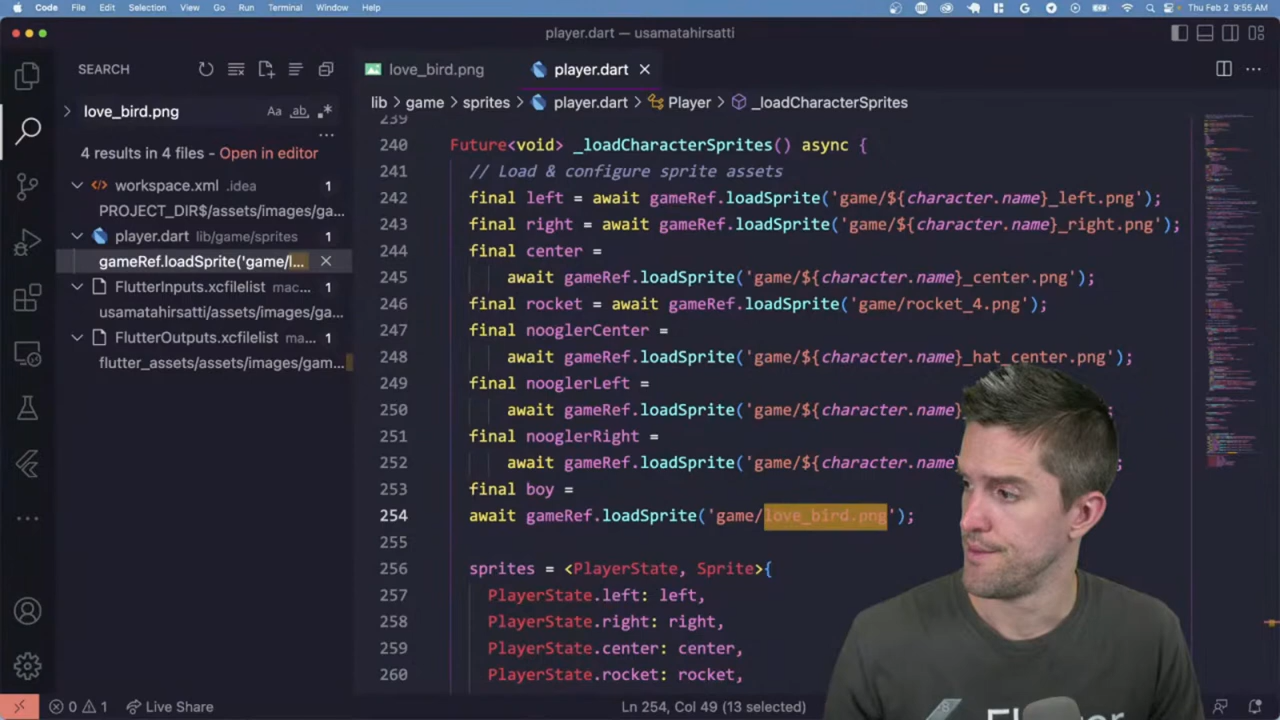 Code File Edit Selection View Go Run Terminal Window Help Thu Feb 2 9:55 AM
player.dart — usamatahirsatti
SEARCH
love_bird.png player.dart
love_bird.png Aa ab
lib > game > sprites > player.dart > Player > _loadCharacterSprites
4 results in 4 files - Open in editor
workspace.xml .idea 1
PROJECT_DIR$/assets/images/ga...
player.dart lib/game/sprites 1
gameRef.loadSprite('game/l...
FlutterInputs.xcfilelist mac... 1
usamatahirsatti/assets/images/ga...
FlutterOutputs.xcfilelist ma... 1
flutter_assets/assets/images/gam...
239
240 Future<void> _loadCharacterSprites() async {
241 // Load & configure sprite assets
242 final left = await gameRef.loadSprite('game/${character.name}_left.png');
243 final right = await gameRef.loadSprite('game/${character.name}_right.png');
244 final center =
245 await gameRef.loadSprite('game/${character.name}_center.png');
246 final rocket = await gameRef.loadSprite('game/rocket_4.png');
247 final nooglerCenter =
248 await gameRef.loadSprite('game/${character.name}_hat_center.png');
249 final nooglerLeft =
250 await gameRef.loadSprite('game/${character.name} ;
251 final nooglerRight =
252 await gameRef.loadSprite('game/${character.name} ;
253 final boy =
254 await gameRef.loadSprite('game/love_bird.png');
255
256 sprites = <PlayerState, Sprite>{
257 PlayerState.left: left,
258 PlayerState.right: right,
259 PlayerState.center: center,
260 PlayerState.rocket: rocket,
0 1 Live Share Ln 254, Col 49 (13 selected)